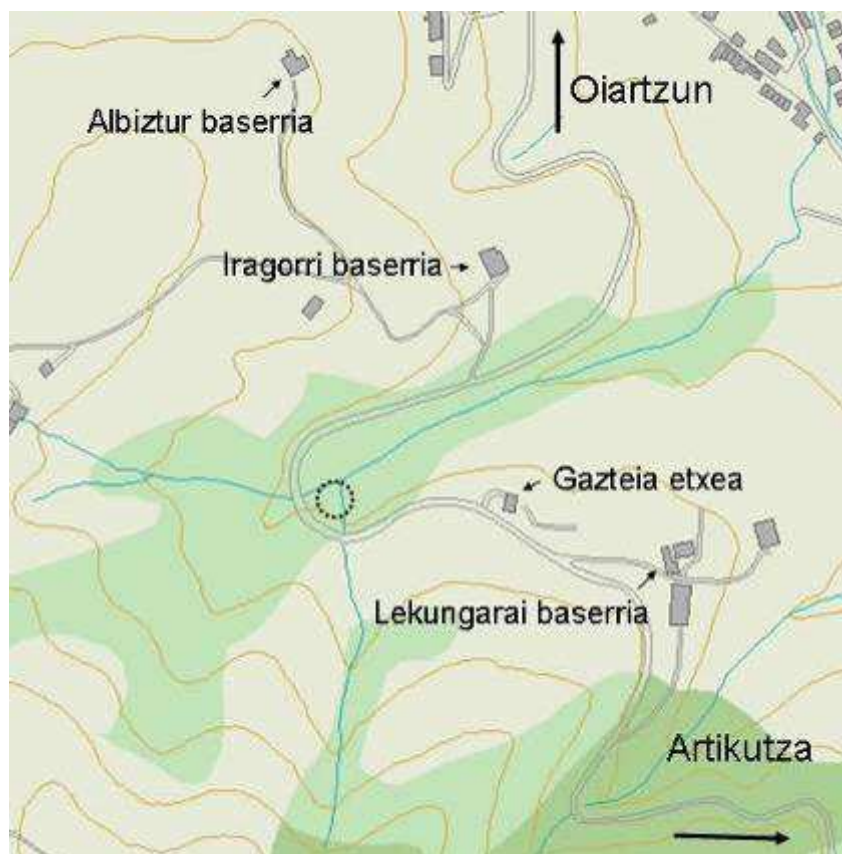 Oiartzun
Albiztur baserria
Iragorri baserria
Gazteia etxea
Lekungarai baserria
Artikutza